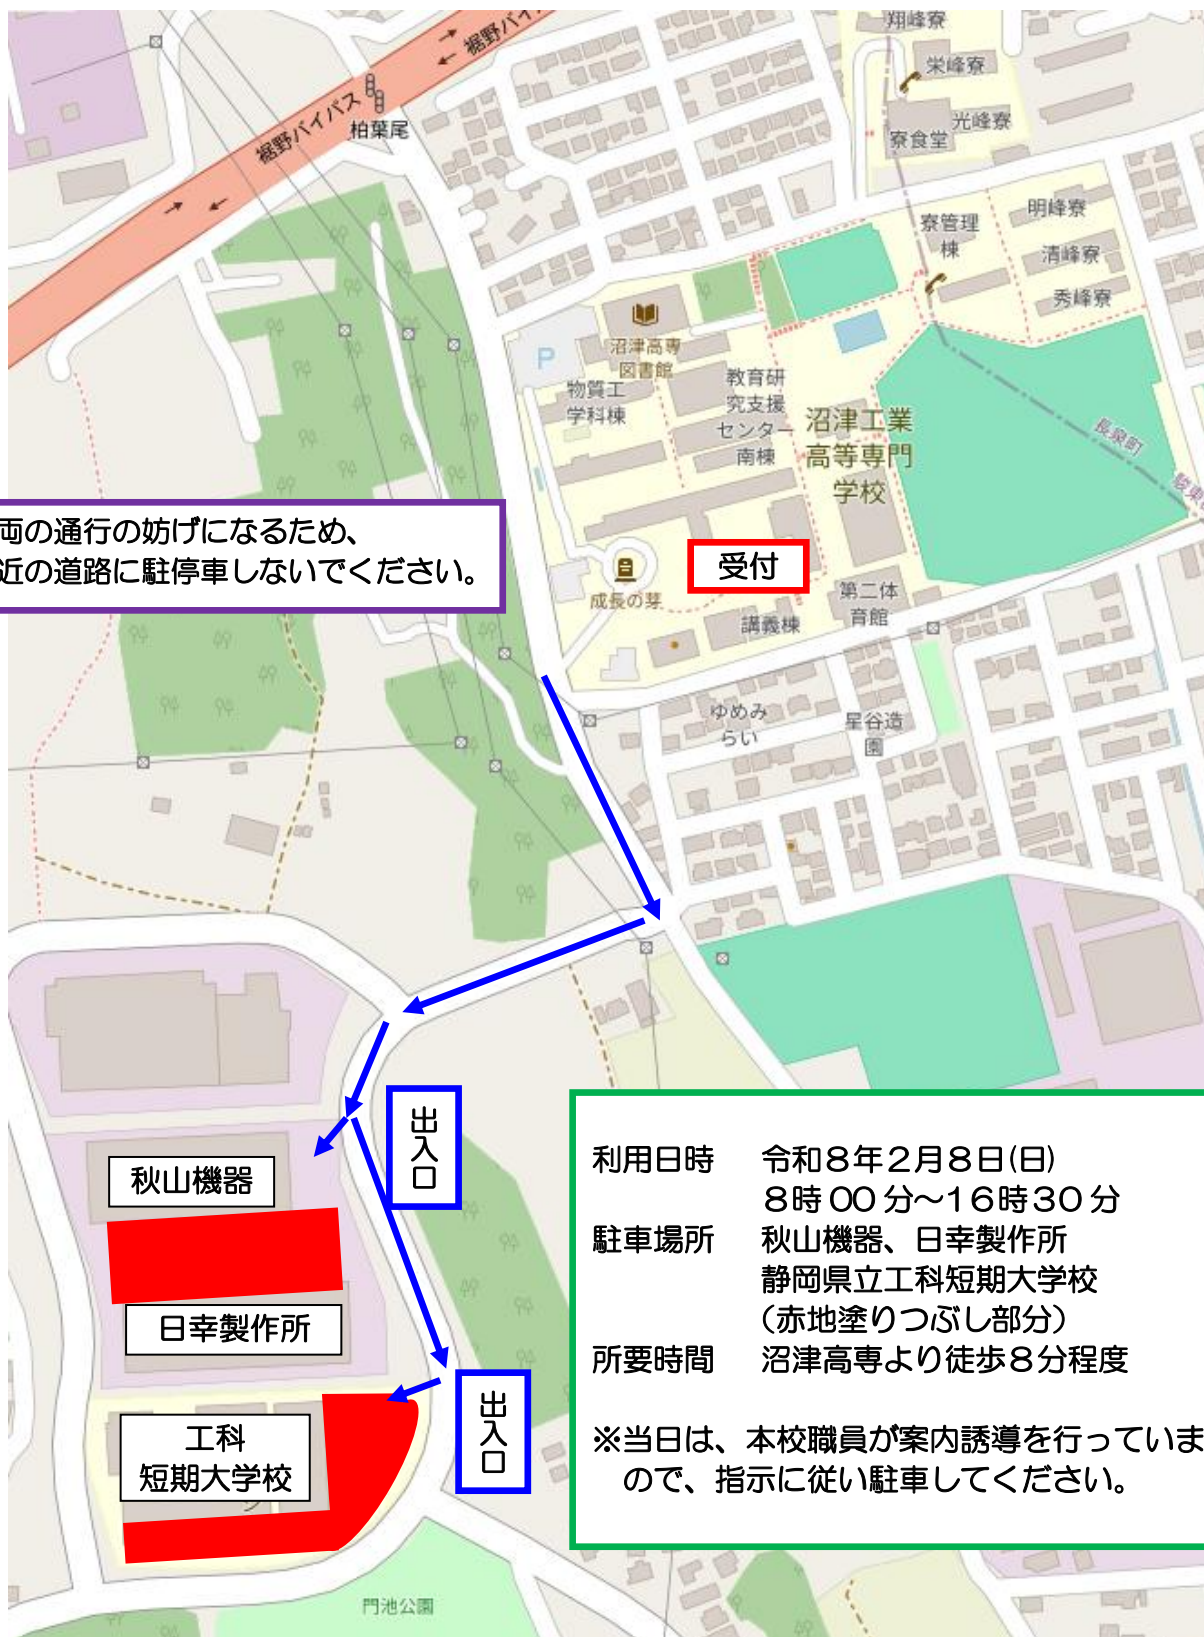 裾野バイパス
裾野バイパ
柏葉尾
翔峰寮
栄峰寮
光峰寮
寮食堂
明峰寮
寮管理
棟
清峰寮
秀峰寮
P
沼津高専
図書館
物質工
学科棟
教育研
究支援
センター
南棟
沼津工業
高等専門
学校
長泉町
両の通行の妨げになるため、
近の道路に駐停車しないでください。
受付
成長の芽
第二体
育館
講義棟
ゆめみ
らい
星谷造
園
出入口
秋山機器
日幸製作所
出入口
工科
短期大学校
門池公園
利用日時 令和8年2月8日(日)
8時00分～16時30分
駐車場所 秋山機器、日幸製作所
静岡県立工科短期大学校
(赤地塗りつぶし部分)
所要時間 沼津高専より徒歩8分程度
※当日は、本校職員が案内誘導を行っていま
ので、指示に従い駐車してください。